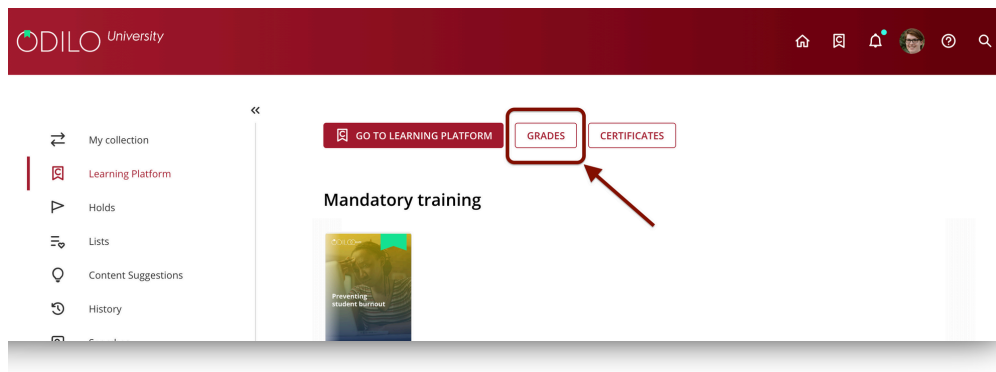 ODILO University
My collection
GO TO LEARNING PLATFORM
GRADES
CERTIFICATES
Learning Platform
Holds
Mandatory training
Lists
Content Suggestions
Preventing
student burnout
History